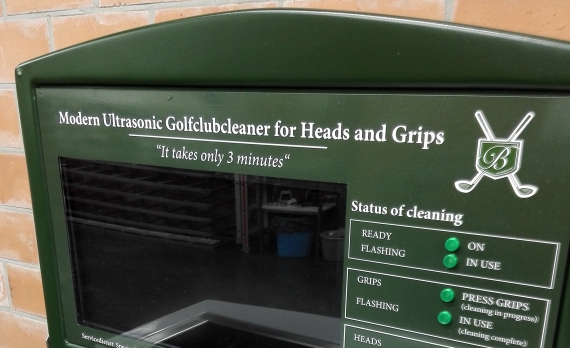 Modern Ultrasonic Golfclubcleaner for Heads and Grips
"It takes only 3 minutes"
B
Status of cleaning
READY ON
FLASHING IN USE
GRIPS PRESS GRIPS
(cleaning in progress)
FLASHING IN USE
(cleaning complete)
HEADS
Servicedienst